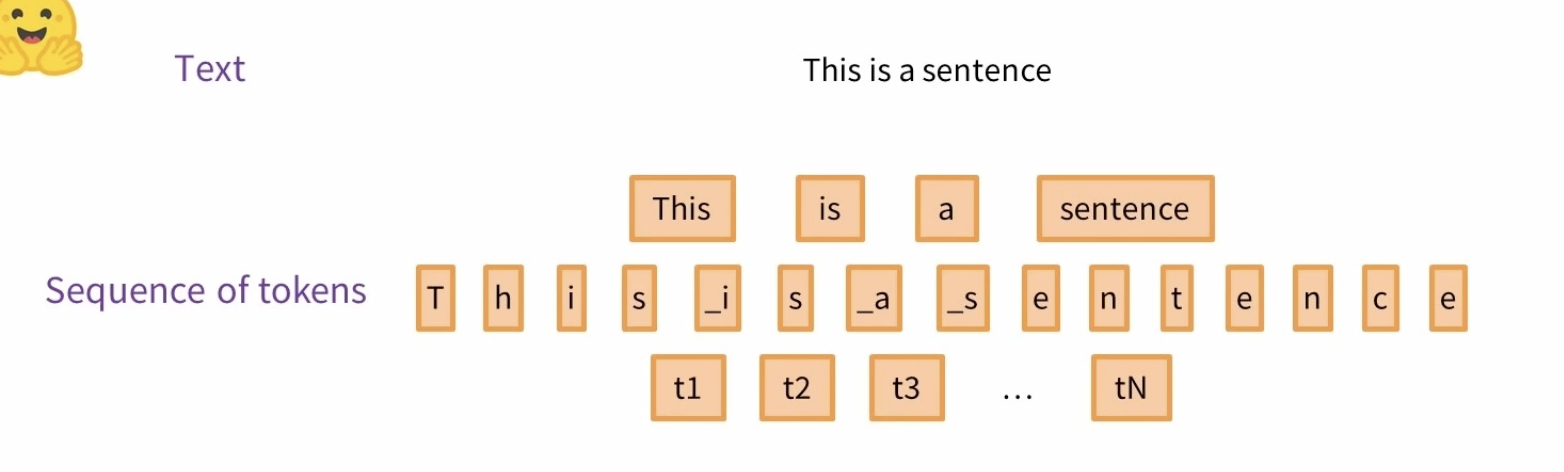 Text
This is a sentence
This is a sentence
Sequence of tokens
T h i s _i s _a _s e n t e n c e
t1 t2 t3 ... tN